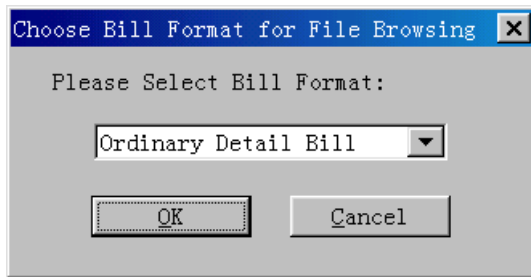 Choose Bill Format for File Browsing
Please Select Bill Format:
Ordinary Detail Bill
OK Cancel